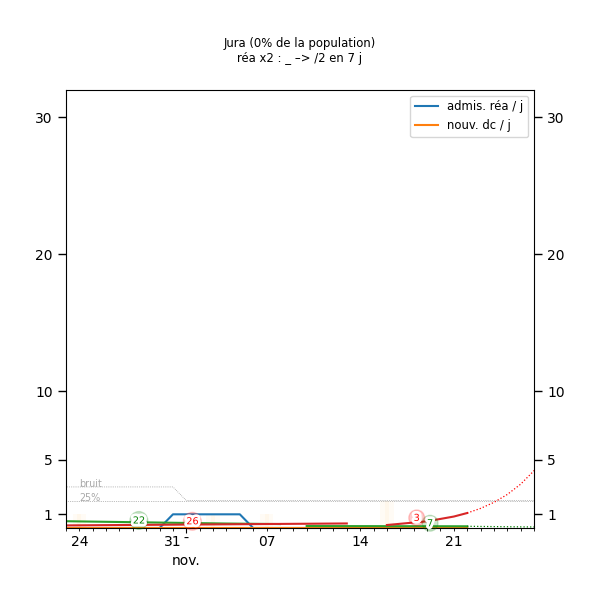 Jura (0% de la population)
réa x2 : _ –> /2 en 7 j
admis. réa / j
nouv. dc / j
30 30
20 20
10 10
5 5
bruit
25%
1 1
22 26 3 7
24 31 - 07 14 21
nov.